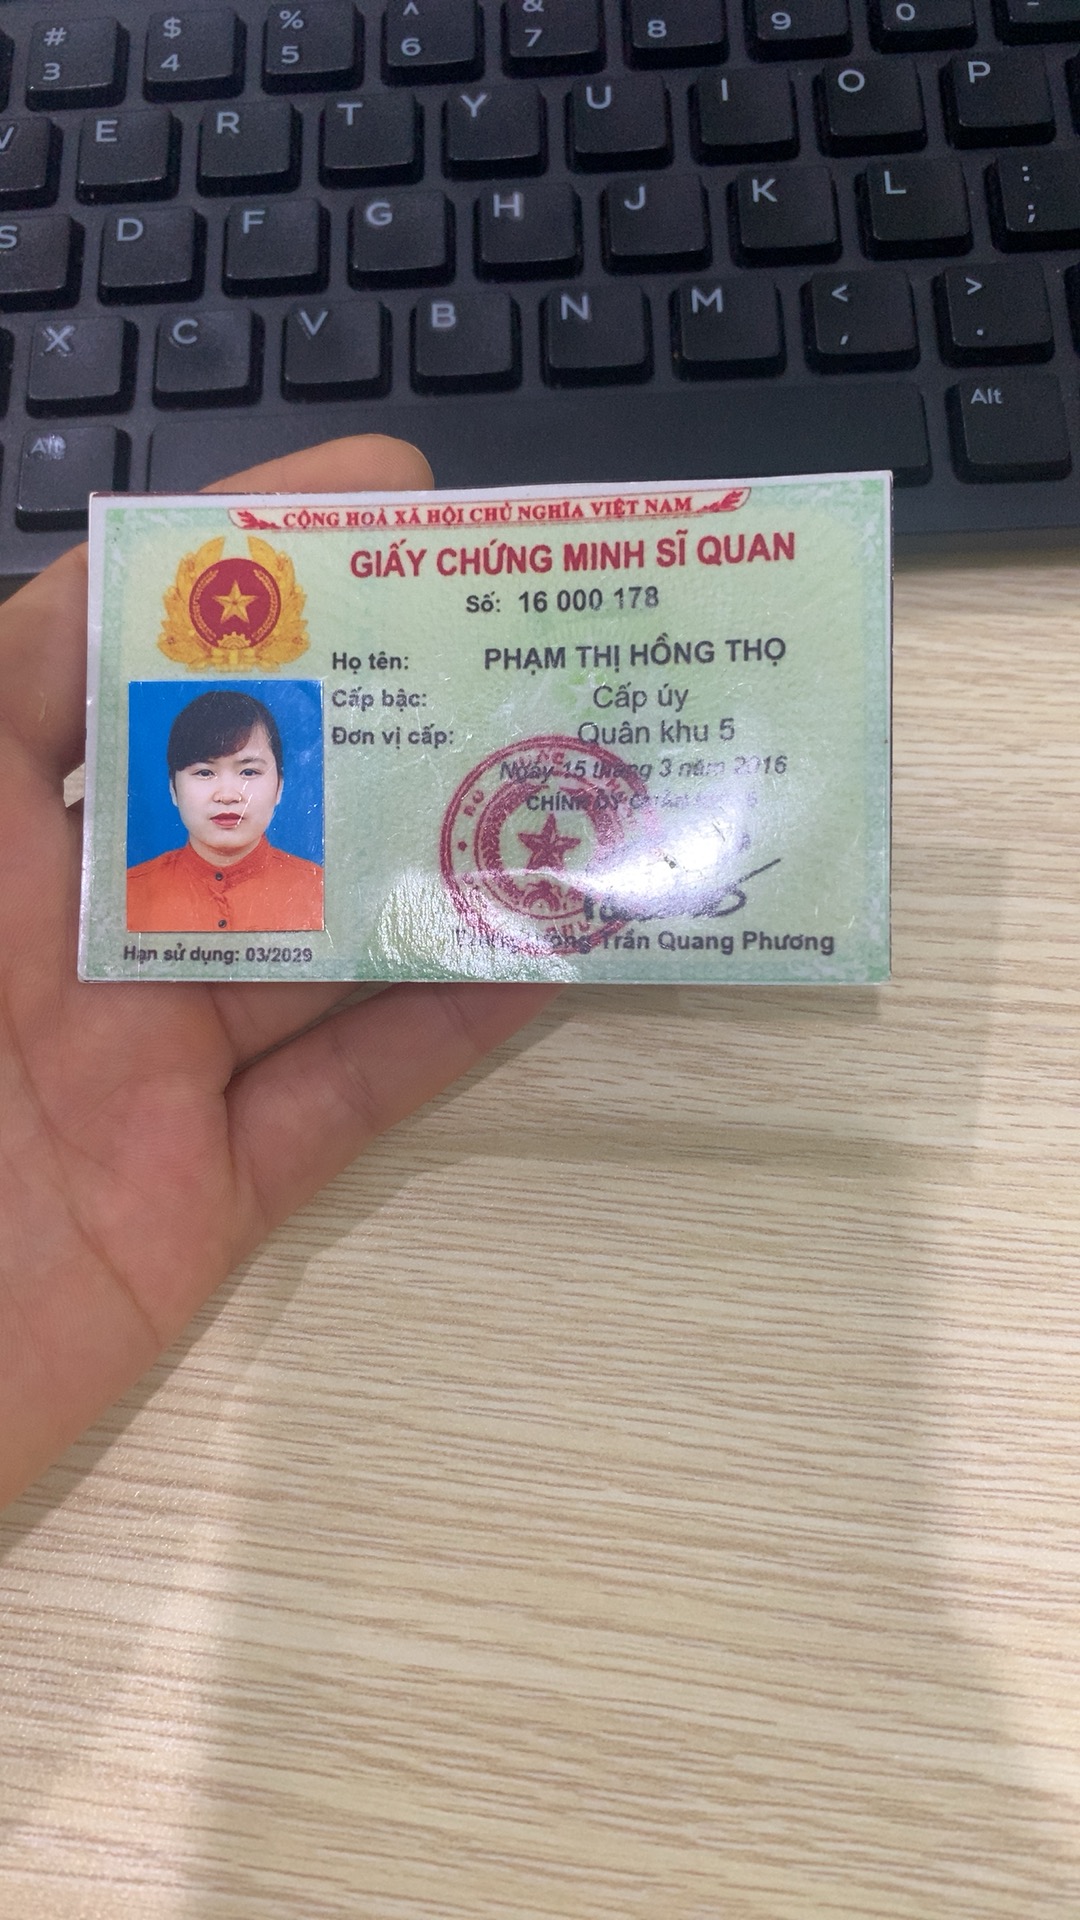 # $ % ^ & 
3 4 5 6 7 8 9 0
E R T Y U I O P
S D F G H J K L : ;
X C V B N M < , > .
Alt Alt
CỘNG HOÀ XÃ HỘI CHỦ NGHĨA VIỆT NAM
GIẤY CHỨNG MINH SĨ QUAN
Số: 16 000 178
Họ tên: PHẠM THỊ HỒNG THỌ
Cấp bậc: Cấp úy
Đơn vị cấp: Quân khu 5
Ngày 15 tháng 3 năm 2016
CHÍNH ỦY
Trần Quang Phương
Hạn sử dụng: 03/2029